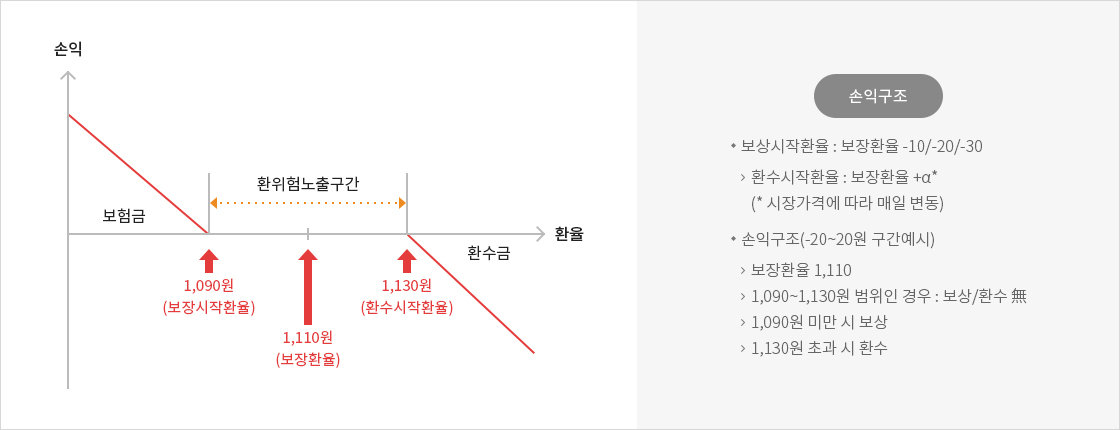 손익
환위험노출구간
보험금
환율
환수금
1,090원
(보장시작환율)
1,130원
(환수시작환율)
1,110원
(보장환율)
손익구조
• 보상시작환율 : 보장환율 -10/-20/-30
› 환수시작환율 : 보장환율 +α*
(* 시장가격에 따라 매일 변동)
• 손익구조(-20~20원 구간예시)
› 보장환율 1,110
› 1,090~1,130원 범위인 경우 : 보상/환수 無
› 1,090원 미만 시 보상
› 1,130원 초과 시 환수